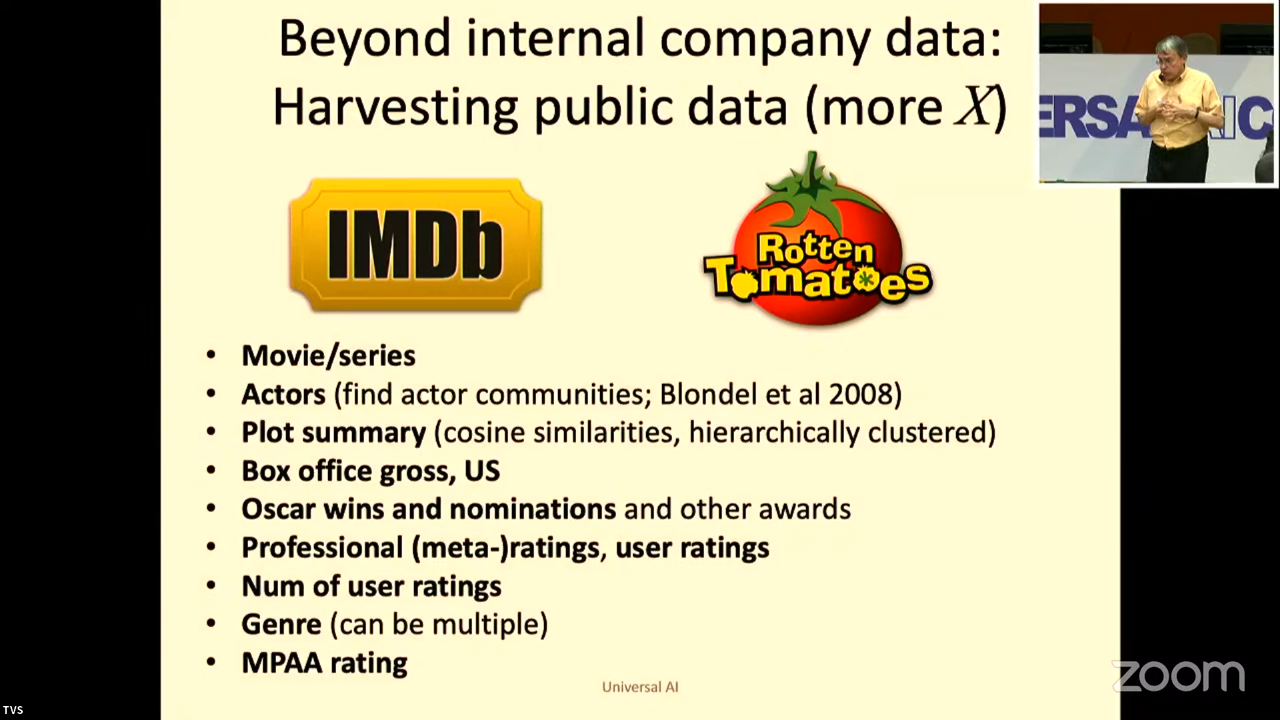 Beyond internal company data:
Harvesting public data (more X)
IMDb
Rotten
Tomatoes
• Movie/series
• Actors (find actor communities; Blondel et al 2008)
• Plot summary (cosine similarities, hierarchically clustered)
• Box office gross, US
• Oscar wins and nominations and other awards
• Professional (meta-)ratings, user ratings
• Num of user ratings
• Genre (can be multiple)
• MPAA rating
Universal AI
zoom
TVS